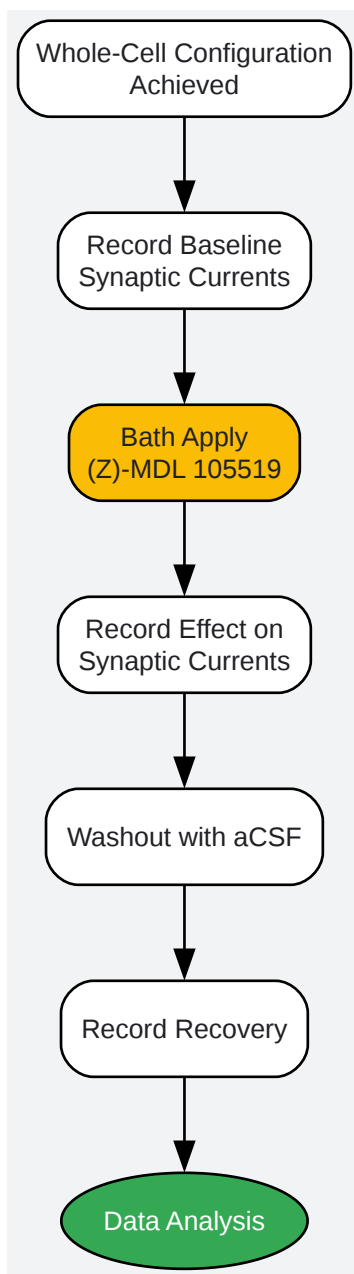 Whole-Cell Configuration
Achieved
Record Baseline
Synaptic Currents
Bath Apply
(Z)-MDL 105519
Record Effect on
Synaptic Currents
Washout with aCSF
Record Recovery
Data Analysis